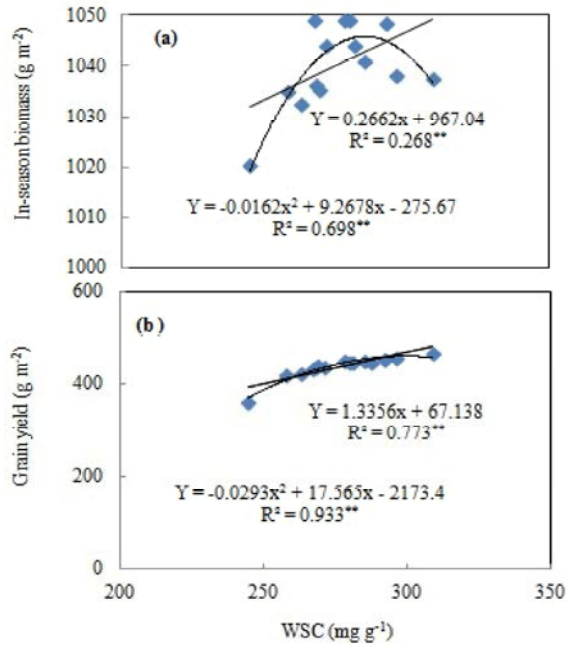 1050
(a)
1040
1030
Y = 0.2662x + 967.04
R² = 0.268**
1020
Y = -0.0162x² + 9.2678x - 275.67
R² = 0.698**
1010
1000
In-season biomass (g m⁻²)
600
(b)
400
Y = 1.3356x + 67.138
R² = 0.773**
200
Y = -0.0293x² + 17.565x - 2173.4
R² = 0.933**
0
Grain yield (g m⁻²)
200 250 300 350
WSC (mg g⁻¹)